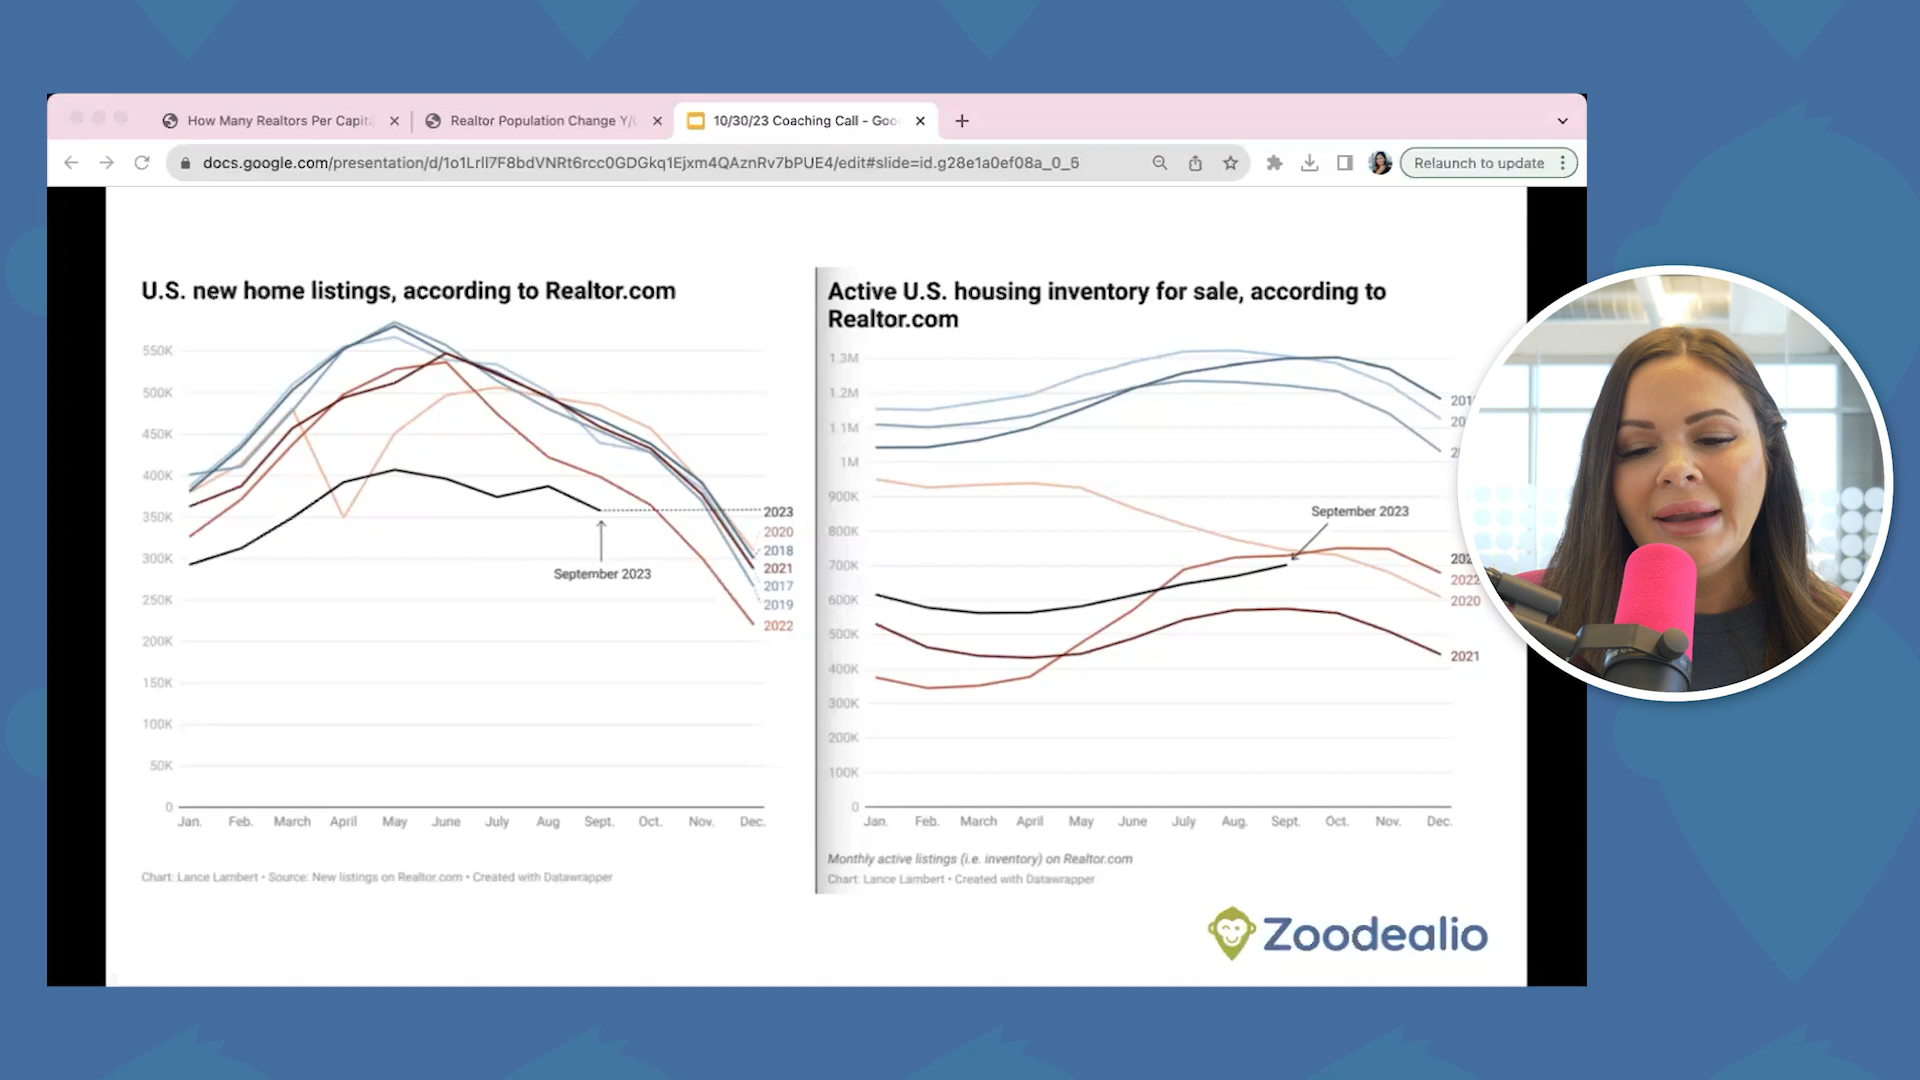 How Many Realtors Per Capit
Realtor Population Change Y/
10/30/23 Coaching Call - Goo
docs.google.com/presentation/d/1o1Lrll7F8bdVNRt6rcc0GDGkq1Ejxm4QAznRv7bPUE4/edit#slide=id.g28e1a0ef08a_0_6
Relaunch to update
U.S. new home listings, according to Realtor.com
550K
500K
450K
400K
350K
300K
250K
200K
150K
100K
50K
0
September 2023
2023
2020
2018
2021
2017
2019
2022
Jan. Feb. March April May June July Aug Sept. Oct. Nov. Dec.
Chart: Lance Lambert • Source: New listings on Realtor.com • Created with Datawrapper
Active U.S. housing inventory for sale, according to
Realtor.com
1.3M
1.2M
1.1M
1M
900K
800K
700K
600K
500K
400K
300K
200K
100K
0
September 2023
2022
2020
2021
Jan. Feb. March April May June July Aug. Sept. Oct. Nov. Dec.
Monthly active listings (i.e. inventory) on Realtor.com
Chart: Lance Lambert • Created with Datawrapper
Zoodealio